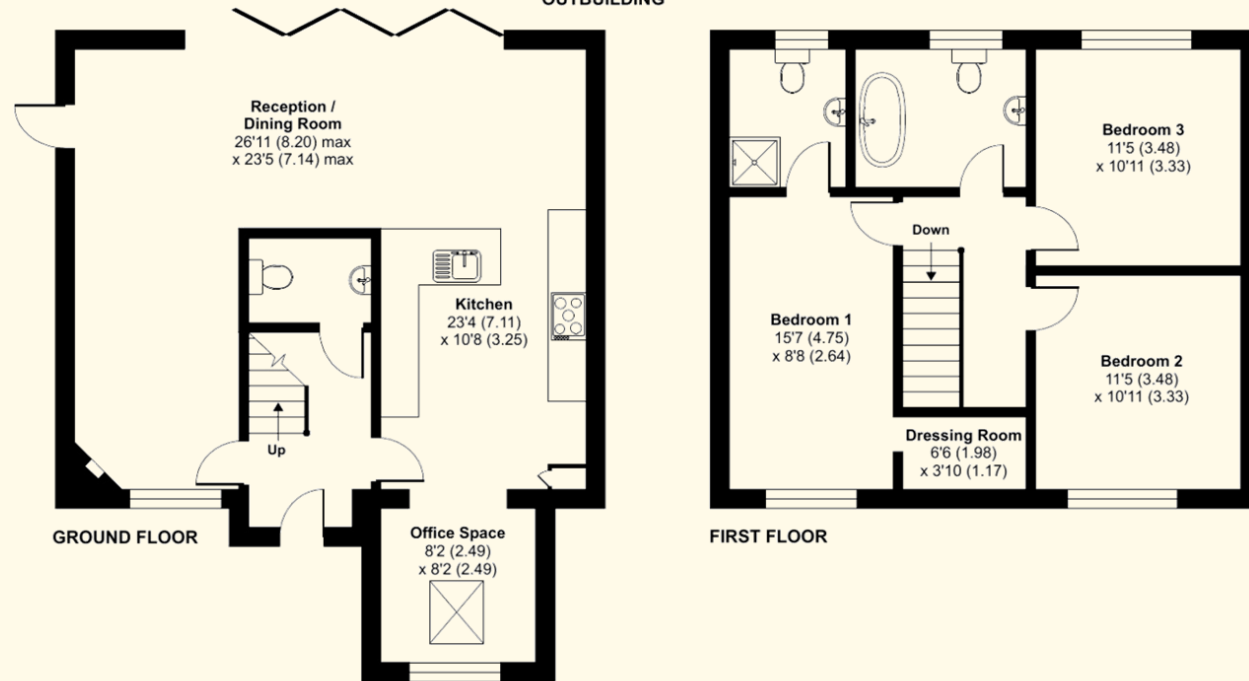 OUTBUILDING
Reception /
Dining Room
26'11 (8.20) max
x 23'5 (7.14) max
Kitchen
23'4 (7.11)
x 10'8 (3.25)
Up
Office Space
8'2 (2.49)
x 8'2 (2.49)
GROUND FLOOR
Bedroom 3
11'5 (3.48)
x 10'11 (3.33)
Down
Bedroom 1
15'7 (4.75)
x 8'8 (2.64)
Bedroom 2
11'5 (3.48)
x 10'11 (3.33)
Dressing Room
6'6 (1.98)
x 3'10 (1.17)
FIRST FLOOR